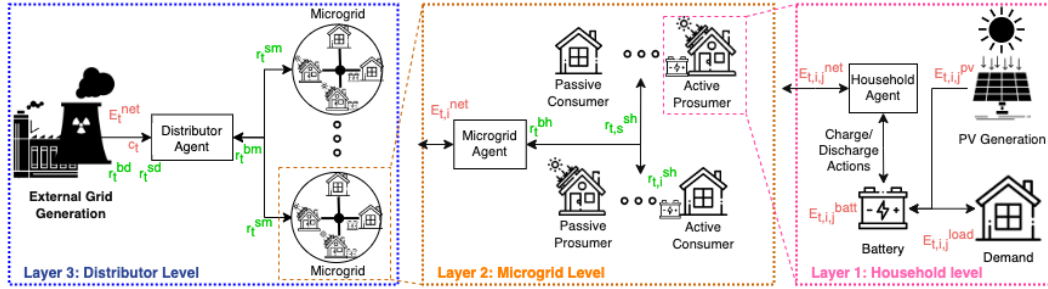 Microgrid
r_t^sm
E_t^net
c_t
r_t^bd r_t^sd
Distributor
Agent
r_t^bm
External Grid
Generation
r_t^sm
Microgrid
Layer 3: Distributor Level
Passive
Consumer
Active
Prosumer
E_t,i^net
Microgrid
Agent
r_t^bh
r_t,s^sh
r_t,i^sh
Passive
Prosumer
Active
Consumer
Layer 2: Microgrid Level
E_t,i,j^net
Household
Agent
E_t,i,j^pv
PV Generation
Charge/
Discharge
Actions
E_t,i,j^batt
Battery
E_t,i,j^load
Demand
Layer 1: Household level